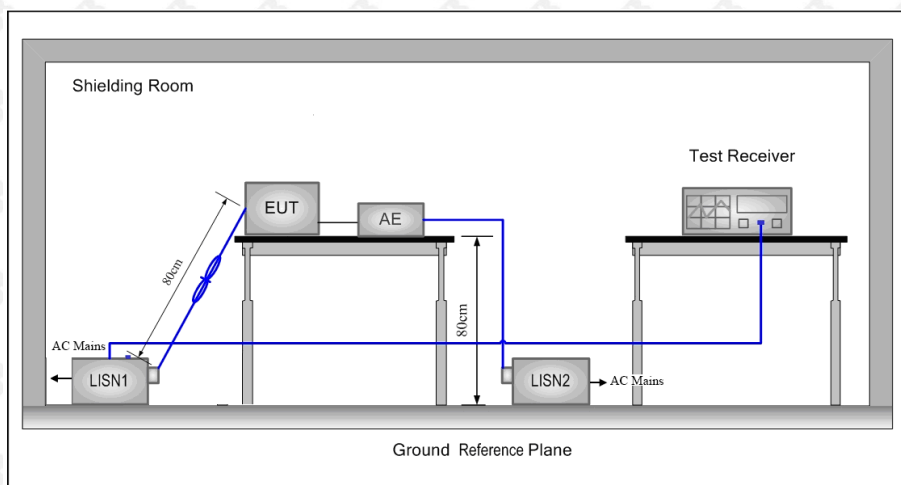 Shielding Room
Test Receiver
EUT
AE
80cm
80cm
AC Mains
LISN1
LISN2
AC Mains
Ground Reference Plane